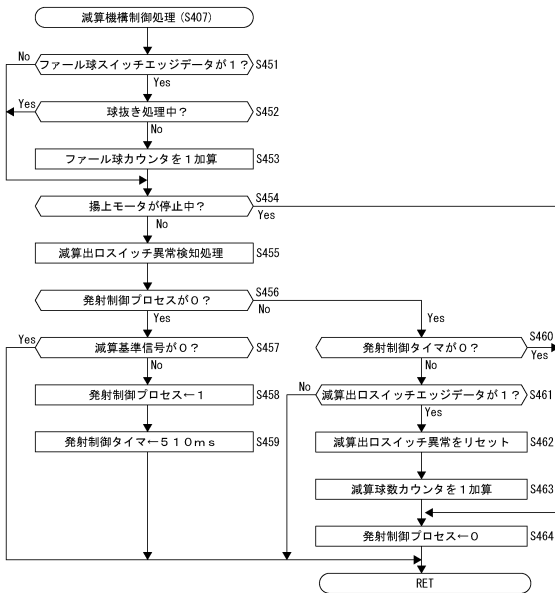 減算機構制御処理(S407)
No
ファール球スイッチエッジデータが１？
S451
Yes
Yes
球抜き処理中？
S452
No
ファール球カウンタを１加算
S453
揚上モータが停止中？
S454
Yes
No
減算出口スイッチ異常検知処理
S455
発射制御プロセスが０？
S456
No
Yes
Yes
Yes
減算基準信号が０？
S457
No
発射制御タイマが０？
S460
Yes
No
発射制御プロセス←１
S458
No
減算出口スイッチエッジデータが１？
S461
Yes
発射制御タイマ←５１０ｍｓ
S459
減算出口スイッチ異常をリセット
S462
減算球数カウンタを１加算
S463
発射制御プロセス←０
S464
RET